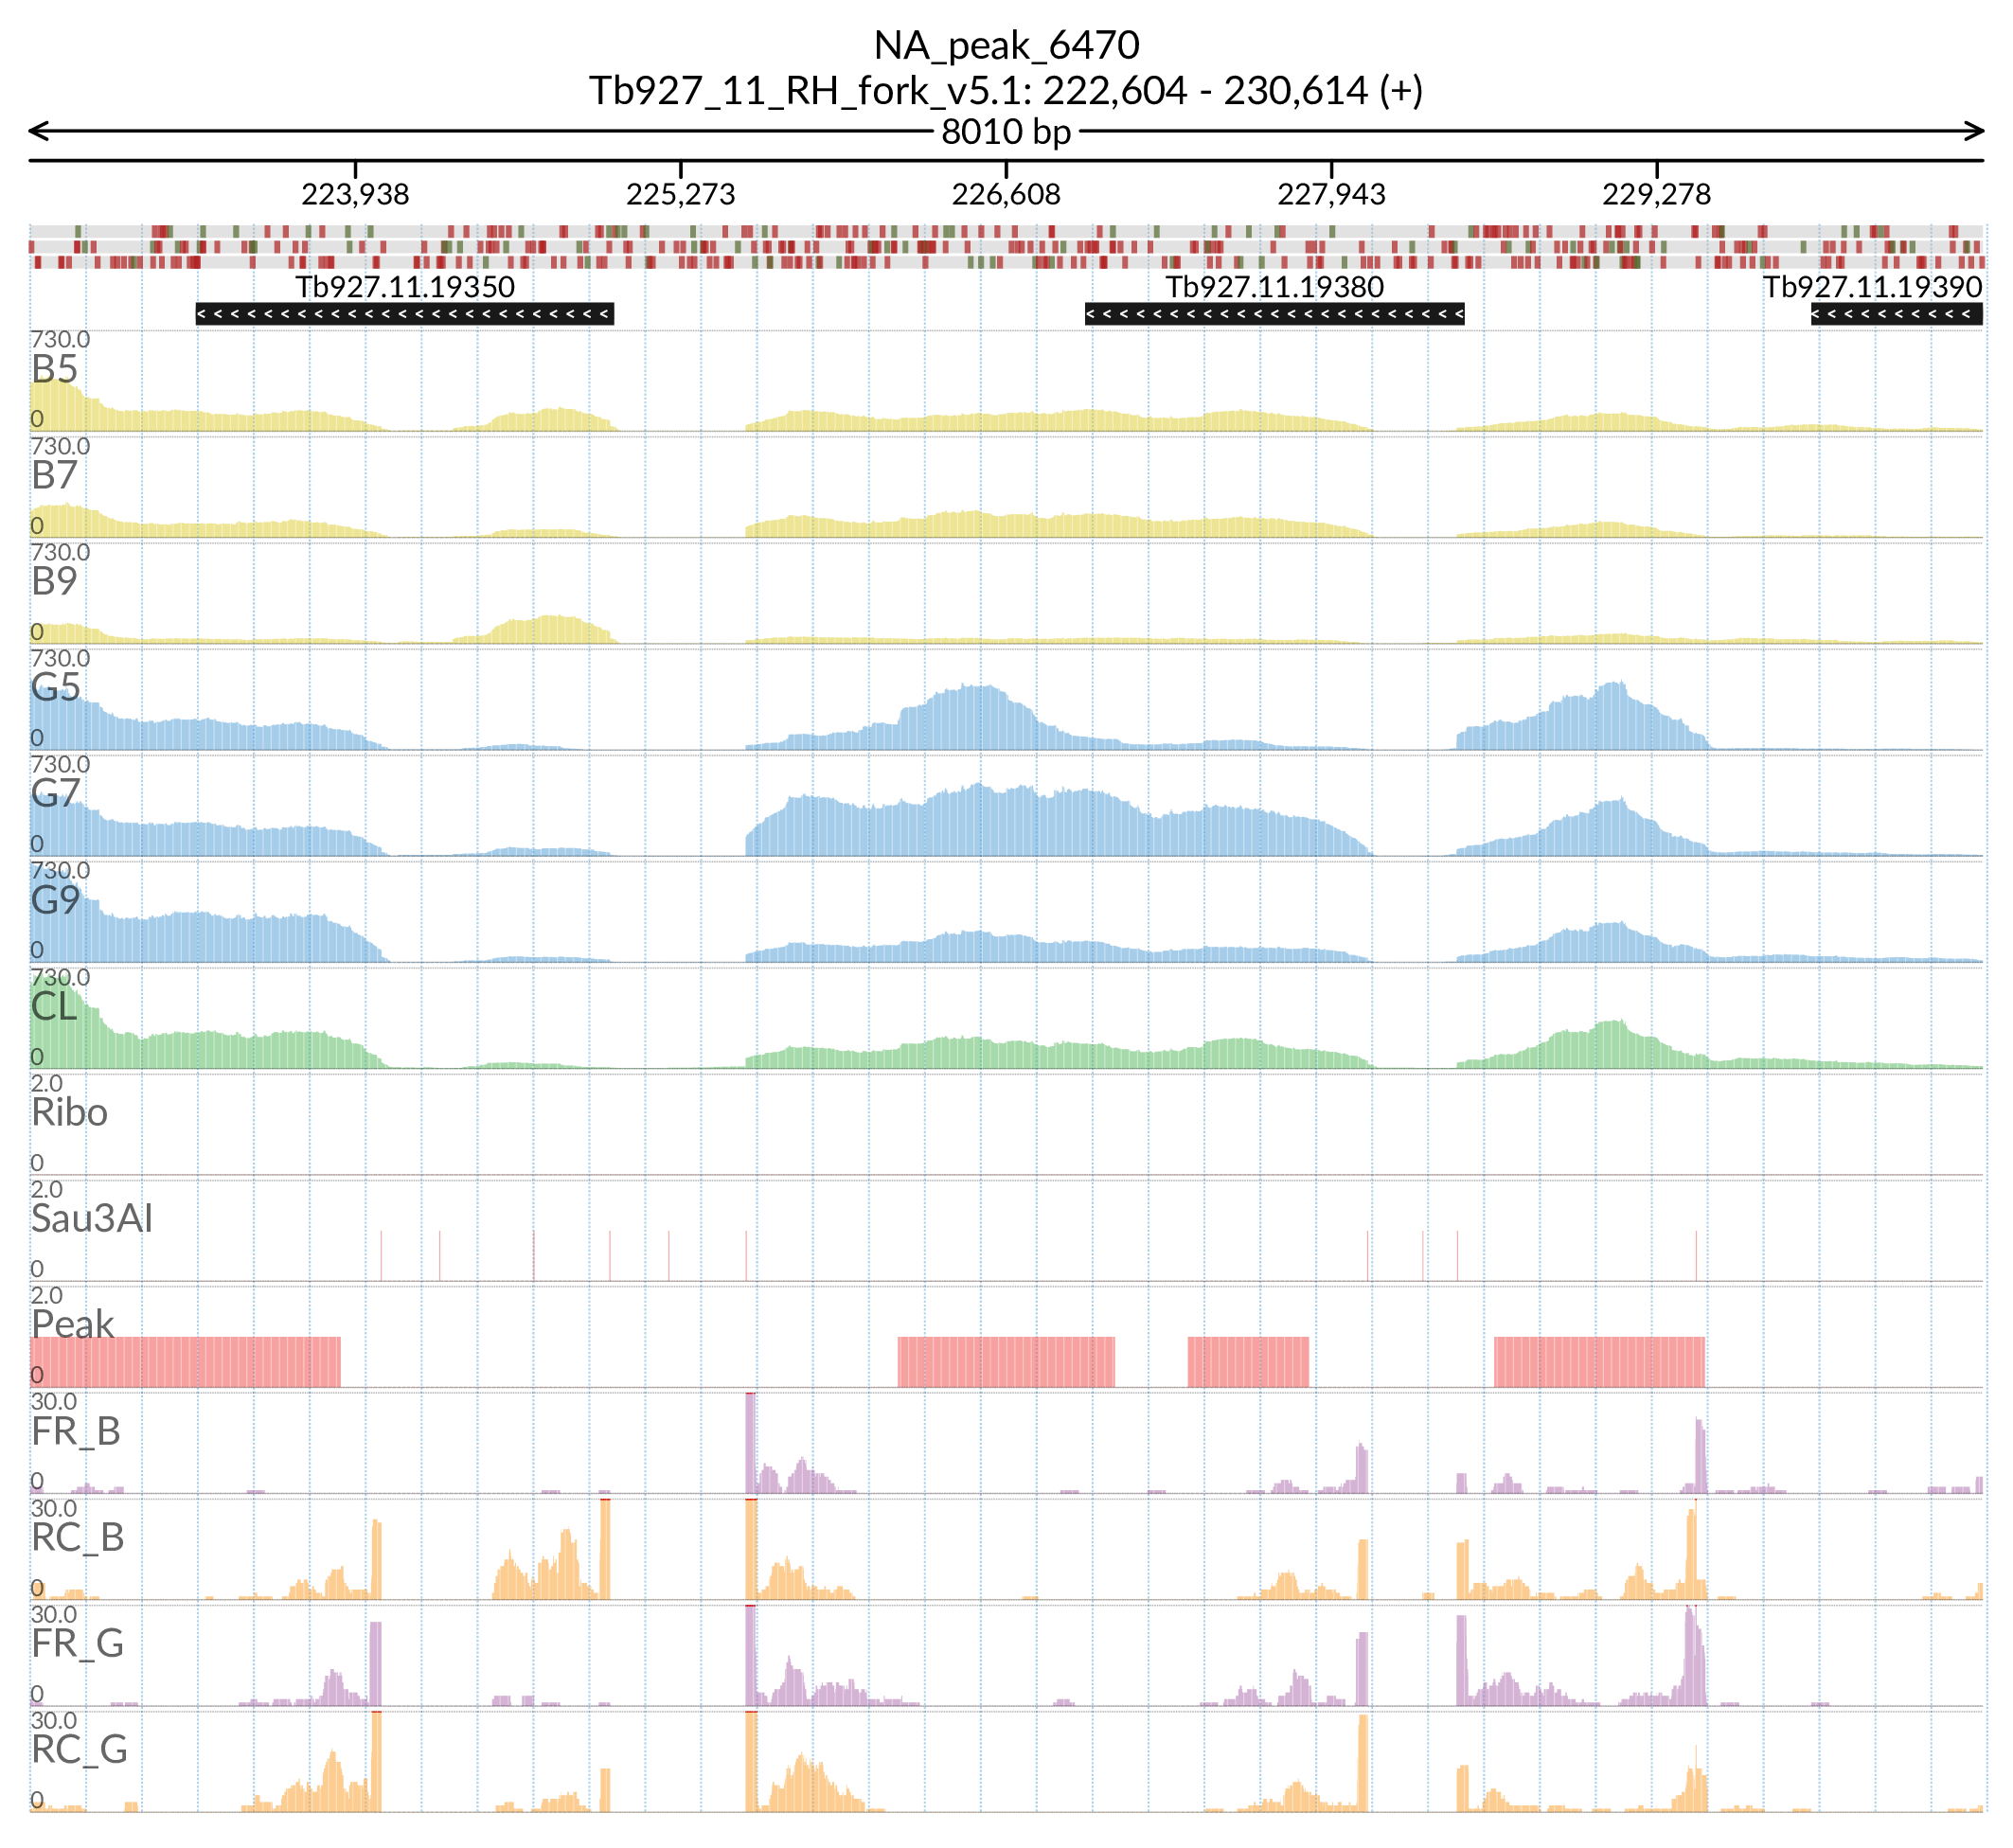 NA_peak_6470
Tb927_11_RH_fork_v5.1: 222,604 - 230,614 (+)
8010 bp
223,938 225,273 226,608 227,943 229,278
Tb927.11.19350 Tb927.11.19380 Tb927.11.19390
730.0
B5
0
730.0
B7
0
730.0
B9
0
730.0
G5
0
730.0
G7
0
730.0
G9
0
730.0
CL
0
2.0
Ribo
0
2.0
Sau3AI
0
2.0
Peak
0
30.0
FR_B
0
30.0
RC_B
0
30.0
FR_G
0
30.0
RC_G
0